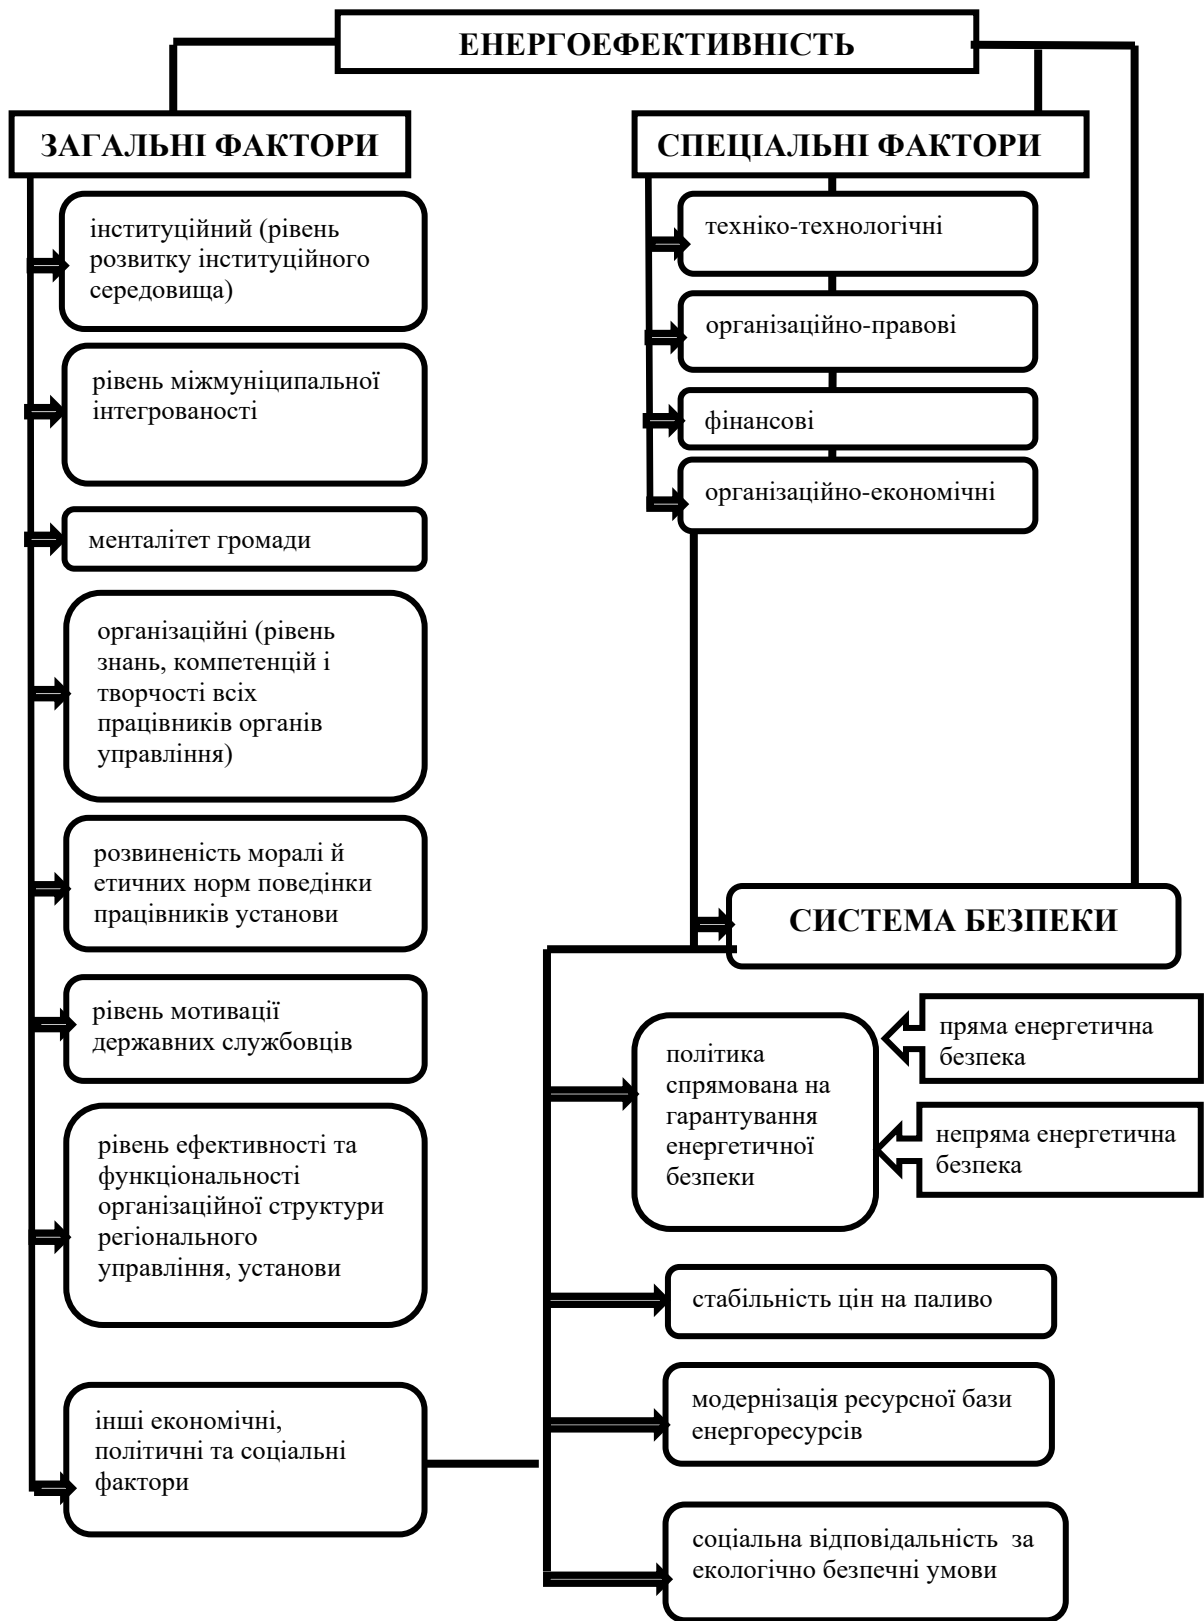 ЕНЕРГОЕФЕКТИВНІСТЬ
ЗАГАЛЬНІ ФАКТОРИ
інституційний (рівень
розвитку інституційного
середовища)
рівень міжмуніципальної
інтегрованості
менталітет громади
організаційні (рівень
знань, компетенцій і
творчості всіх
працівників органів
управління)
розвиненість моралі й
етичних норм поведінки
працівників установи
рівень мотивації
державних службовців
рівень ефективності та
функціональності
організаційної структури
регіонального
управління, установи
інші економічні,
політичні та соціальні
фактори
СПЕЦІАЛЬНІ ФАКТОРИ
техніко-технологічні
організаційно-правові
фінансові
організаційно-економічні
СИСТЕМА БЕЗПЕКИ
політика
спрямована на
гарантування
енергетичної
безпеки
пряма енергетична
безпека
непряма енергетична
безпека
стабільність цін на паливо
модернізація ресурсної бази
енергоресурсів
соціальна відповідальність за
екологічно безпечні умови